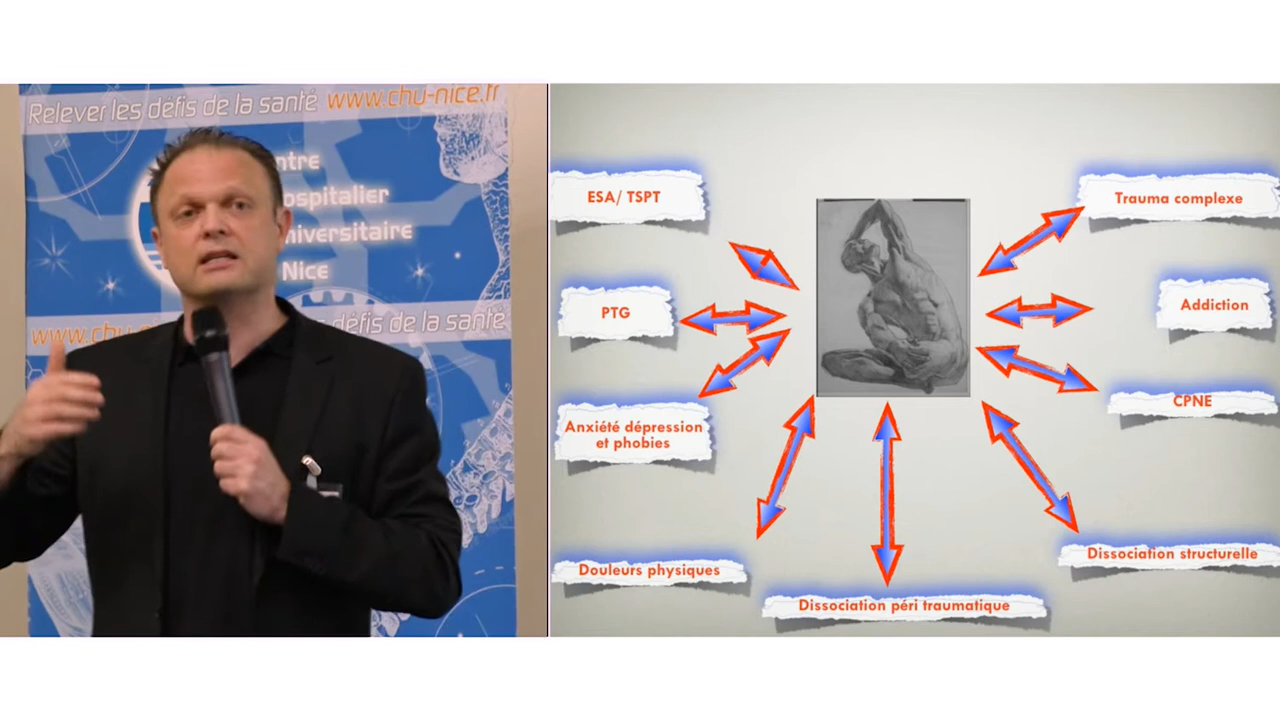 Relever les défis de la santé www.chu-nice.fr
ntre
ospitalier
niversitaire
Nice
www.chu défis de la santé
ESA/ TSPT
PTG
Anxiété dépression
et phobies
Douleurs physiques
Dissociation péri traumatique
Trauma complexe
Addiction
CPNE
Dissociation structurelle